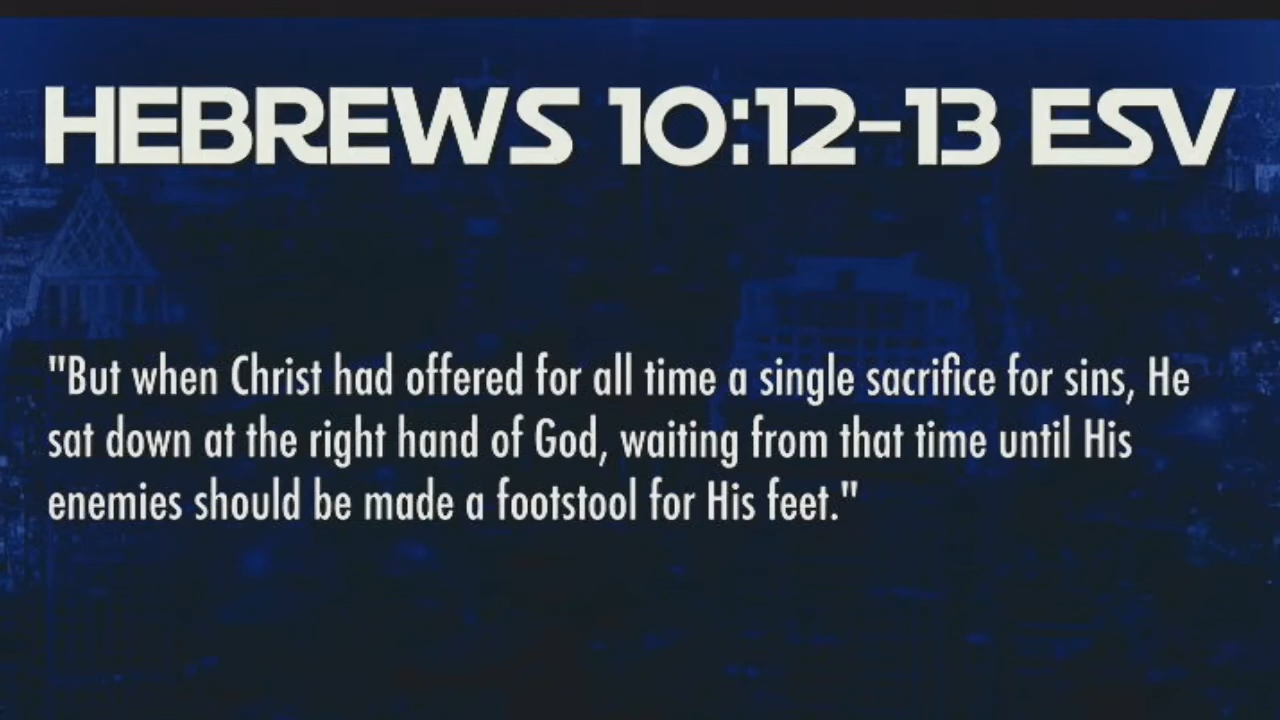 HEBREWS 10:12-13 ESV
"But when Christ had offered for all time a single sacrifice for sins, He
sat down at the right hand of God, waiting from that time until His
enemies should be made a footstool for His feet."